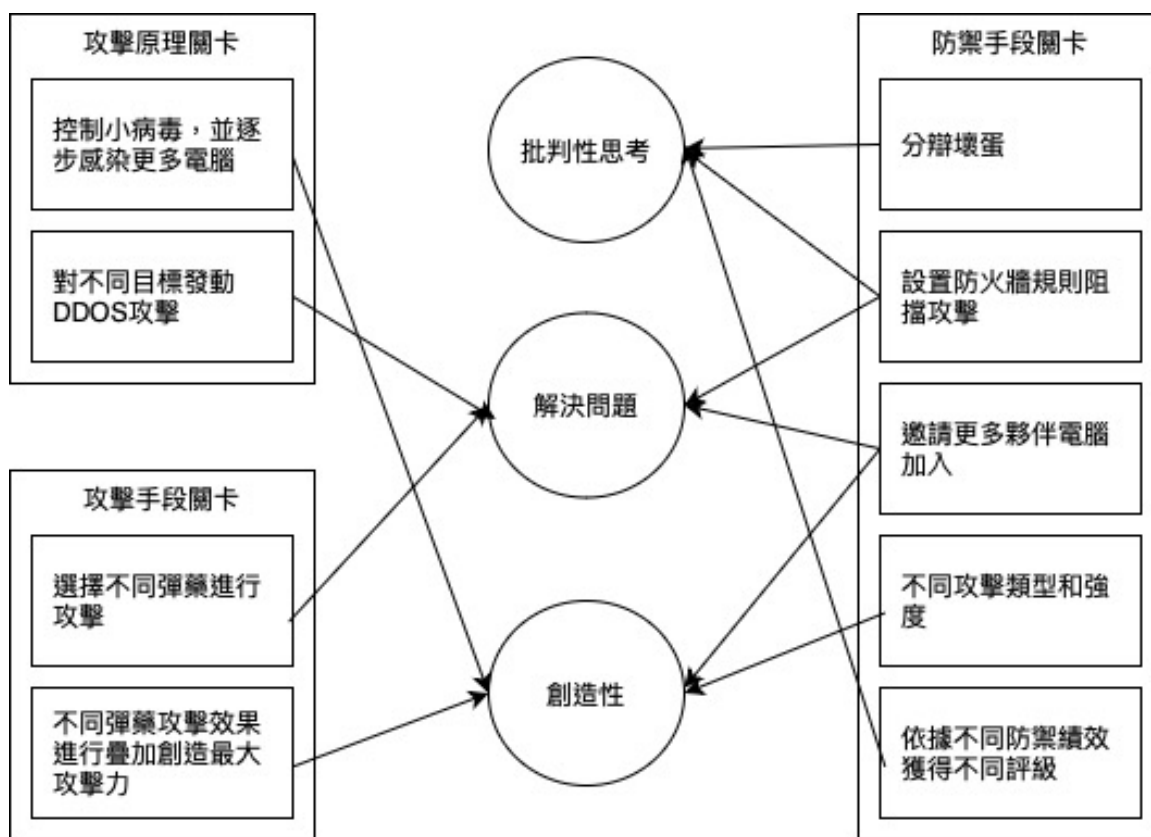 攻擊原理關卡
控制小病毒，並逐
步感染更多電腦
對不同目標發動
DDOS攻擊
攻擊手段關卡
選擇不同彈藥進行
攻擊
不同彈藥攻擊效果
進行疊加創造最大
攻擊力
批判性思考
解決問題
創造性
防禦手段關卡
分辯壞蛋
設置防火牆規則阻
擋攻擊
邀請更多夥伴電腦
加入
不同攻擊類型和強
度
依據不同防禦績效
獲得不同評級